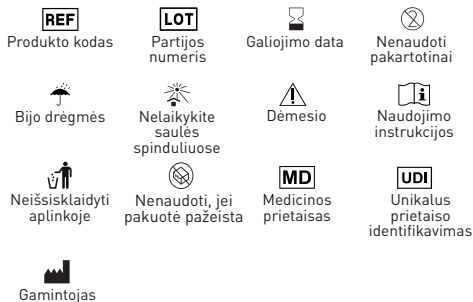 REF
Produkto kodas
LOT
Partijos
numeris
Galiojimo data
2
Nenaudoti
pakartotinai
Bijo drėgmės
Nelaikykite
saulės
spinduliuose
Dėmesio
Naudojimo
instrukcijos
Neišsisklaidyti
aplinkoje
Nenaudoti, jei
pakuotė pažeista
MD
Medicinos
prietaisas
UDI
Unikalus
prietaiso
identifikavimas
Gamintojas